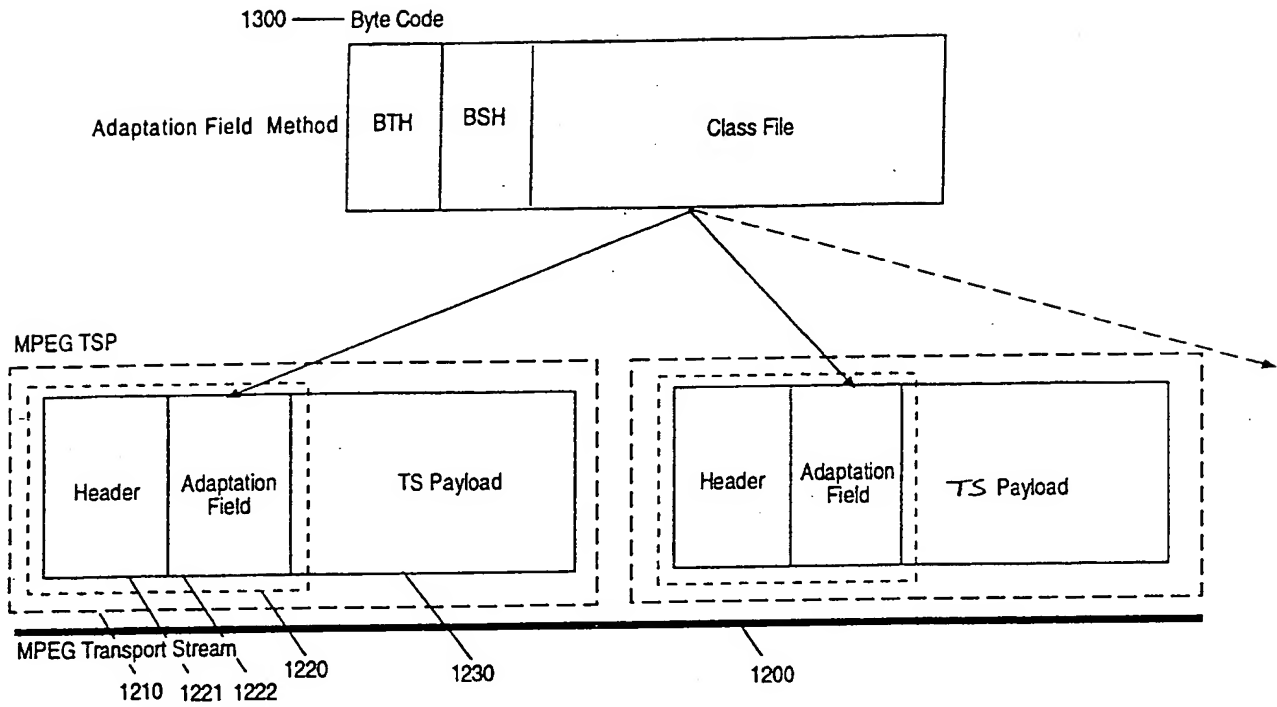 1300 Byte Code
Adaptation Field Method BTH BSH Class File
MPEG TSP
Header Adaptation Field TS Payload
Header Adaptation Field TS Payload
MPEG Transport Stream
1210 1221 1222 1220 1230 1200